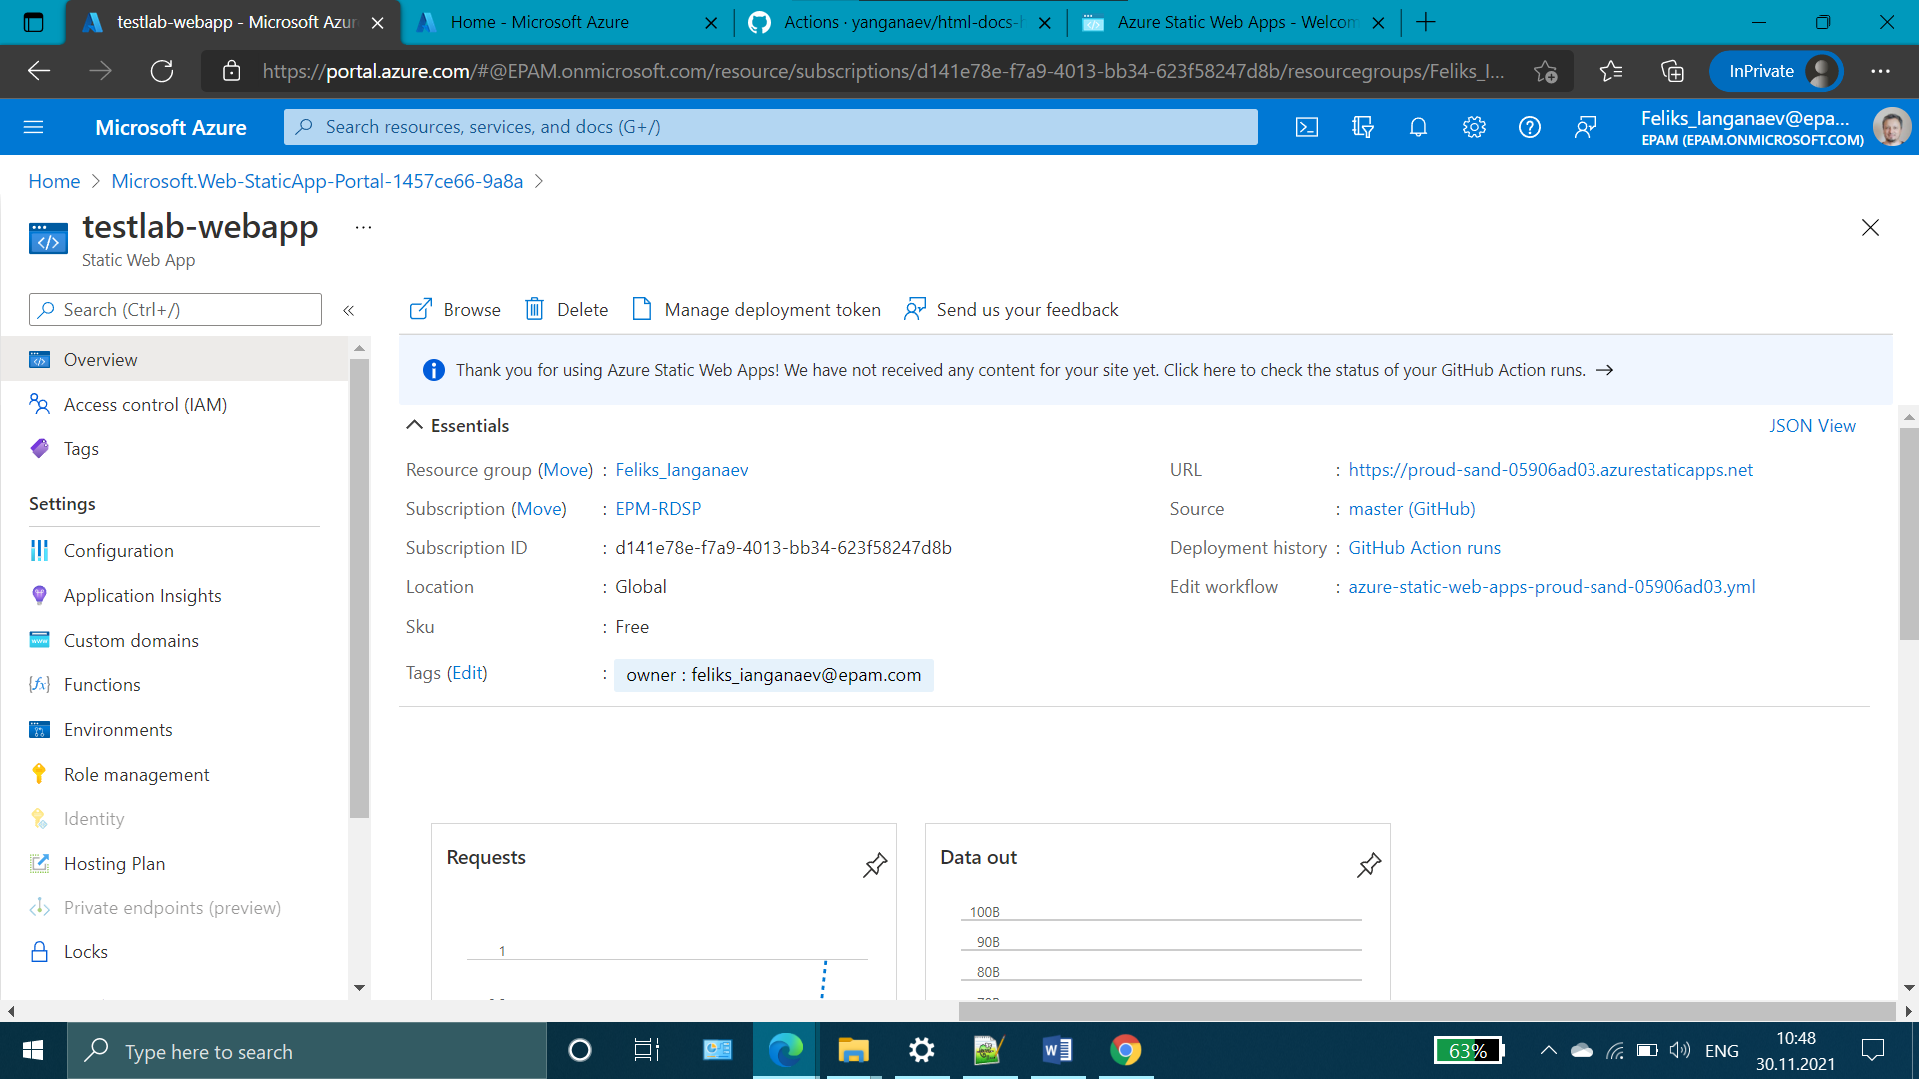 testlab-webapp - Microsoft Azur
Home - Microsoft Azure
Actions · yanganaev/html-docs-h
Azure Static Web Apps - Welcom
https://portal.azure.com/#@EPAM.onmicrosoft.com/resource/subscriptions/d141e78e-f7a9-4013-bb34-623f58247d8b/resourcegroups/Feliks_I...
InPrivate
Microsoft Azure
Search resources, services, and docs (G+/)
Feliks_Ianganaev@epa...
EPAM (EPAM.ONMICROSOFT.COM)
Home > Microsoft.Web-StaticApp-Portal-1457ce66-9a8a >
testlab-webapp ...
Static Web App
Search (Ctrl+/)
«
Browse
Delete
Manage deployment token
Send us your feedback
Overview
Access control (IAM)
Tags
Settings
Configuration
Application Insights
Custom domains
Functions
Environments
Role management
Identity
Hosting Plan
Private endpoints (preview)
Locks
Thank you for using Azure Static Web Apps! We have not received any content for your site yet. Click here to check the status of your GitHub Action runs. →
Essentials
JSON View
Resource group (Move) : Feliks_Ianganaev
Subscription (Move) : EPM-RDSP
Subscription ID : d141e78e-f7a9-4013-bb34-623f58247d8b
Location : Global
Sku : Free
Tags (Edit) : owner : feliks_ianganaev@epam.com
URL : https://proud-sand-05906ad03.azurestaticapps.net
Source : master (GitHub)
Deployment history : GitHub Action runs
Edit workflow : azure-static-web-apps-proud-sand-05906ad03.yml
Requests
1
Data out
100B
90B
80B
Type here to search
63%
ENG
10:48
30.11.2021